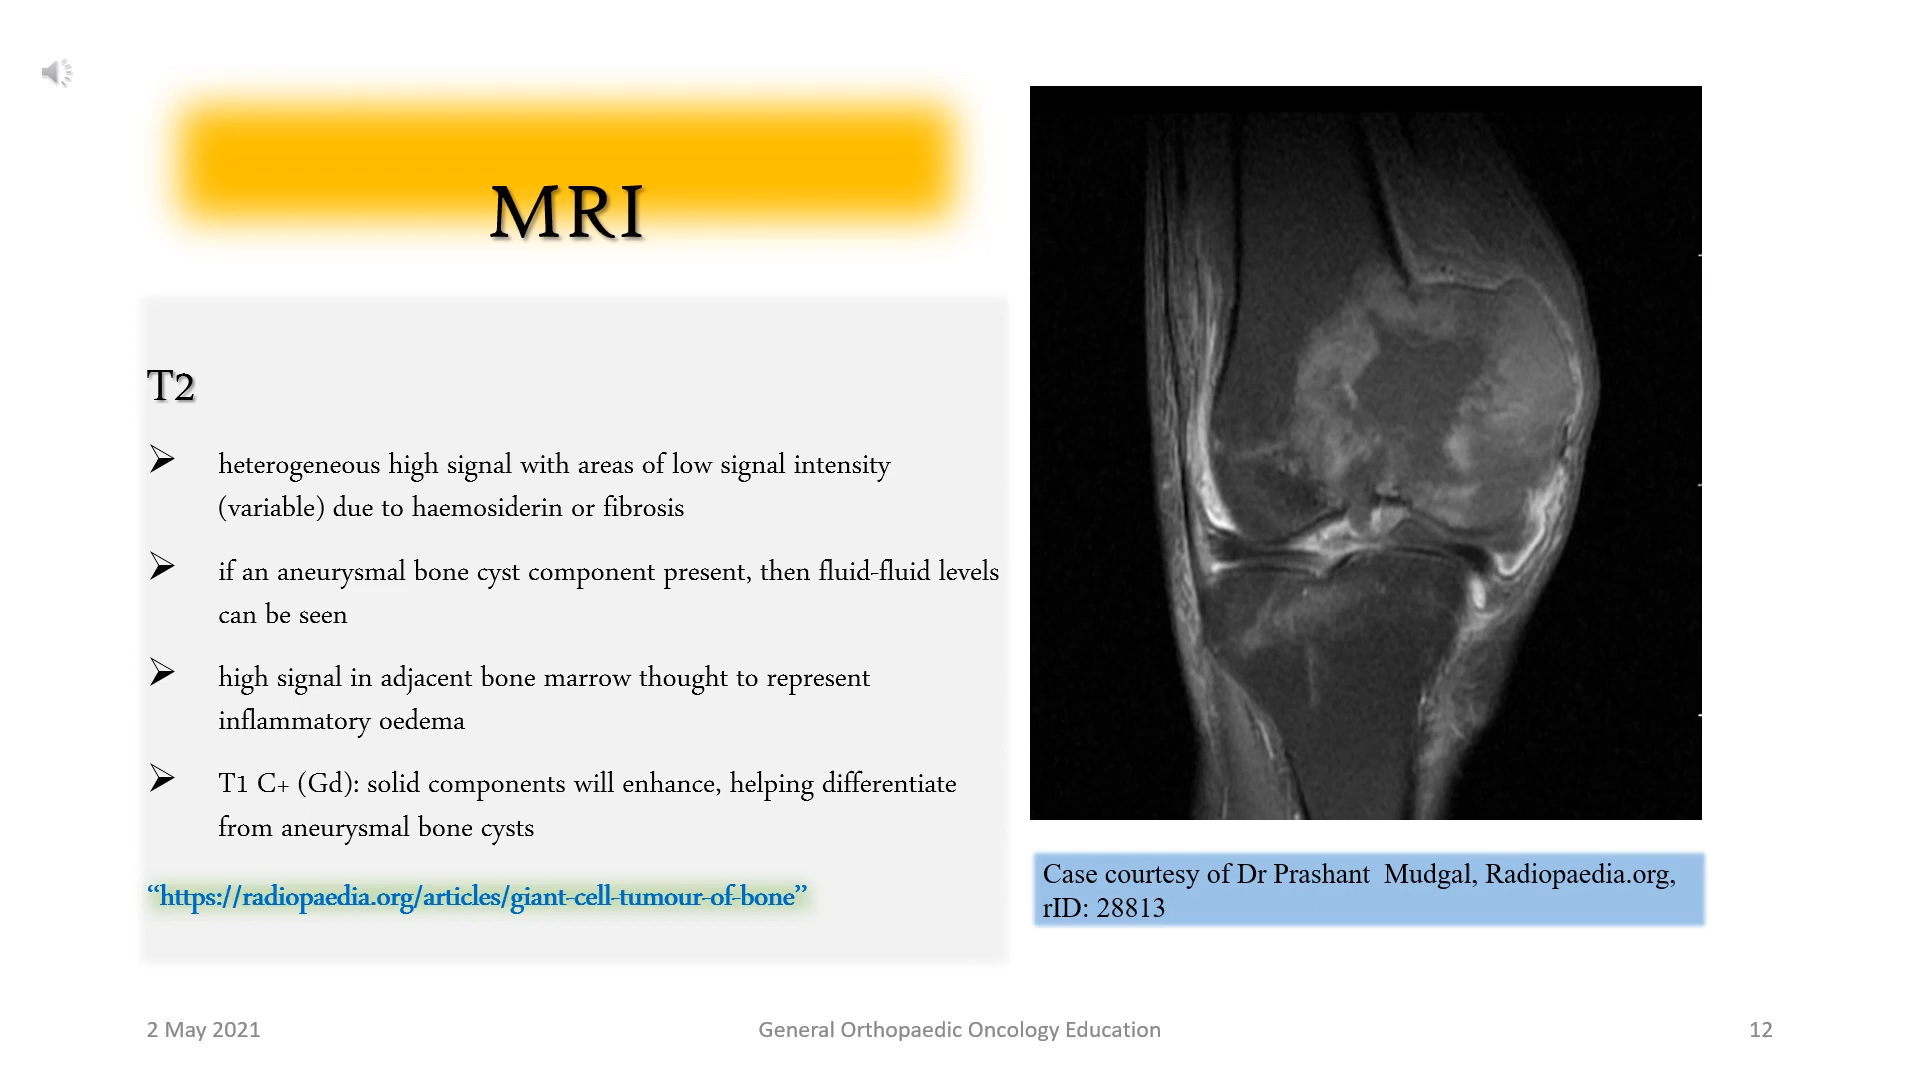 MRI
T2
➢ heterogeneous high signal with areas of low signal intensity
(variable) due to haemosiderin or fibrosis
➢ if an aneurysmal bone cyst component present, then fluid-fluid levels
can be seen
➢ high signal in adjacent bone marrow thought to represent
inflammatory oedema
➢ T1 C+ (Gd): solid components will enhance, helping differentiate
from aneurysmal bone cysts
“https://radiopaedia.org/articles/giant-cell-tumour-of-bone”
Case courtesy of Dr Prashant Mudgal, Radiopaedia.org,
rID: 28813
2 May 2021
General Orthopaedic Oncology Education
12